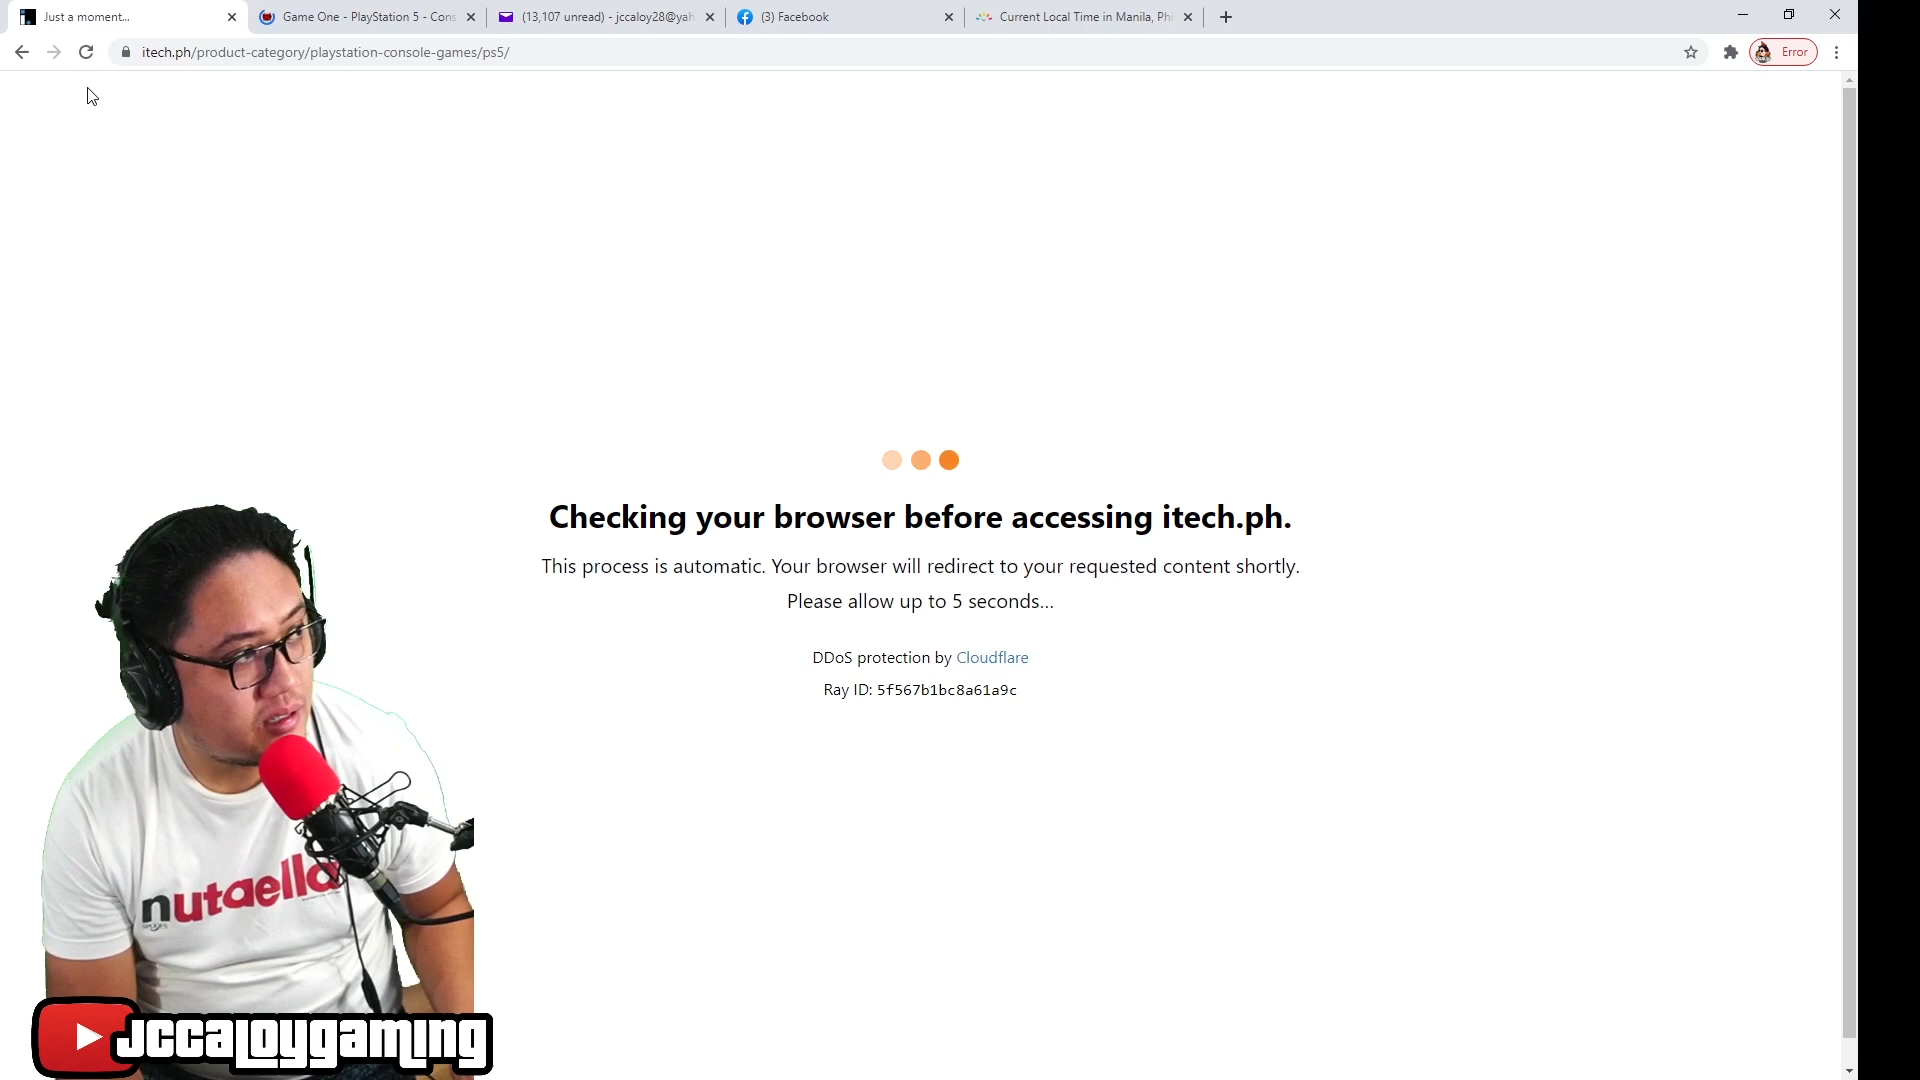 Just a moment...
Game One - PlayStation 5 - Cons
(13,107 unread) - jccaloy28@yah
(3) Facebook
Current Local Time in Manila, Phi
itech.ph/product-category/playstation-console-games/ps5/
Error
Checking your browser before accessing itech.ph.
This process is automatic. Your browser will redirect to your requested content shortly.
Please allow up to 5 seconds...
DDoS protection by Cloudflare
Ray ID: 5f567b1bc8a61a9c
nutaella
jccaloygaming